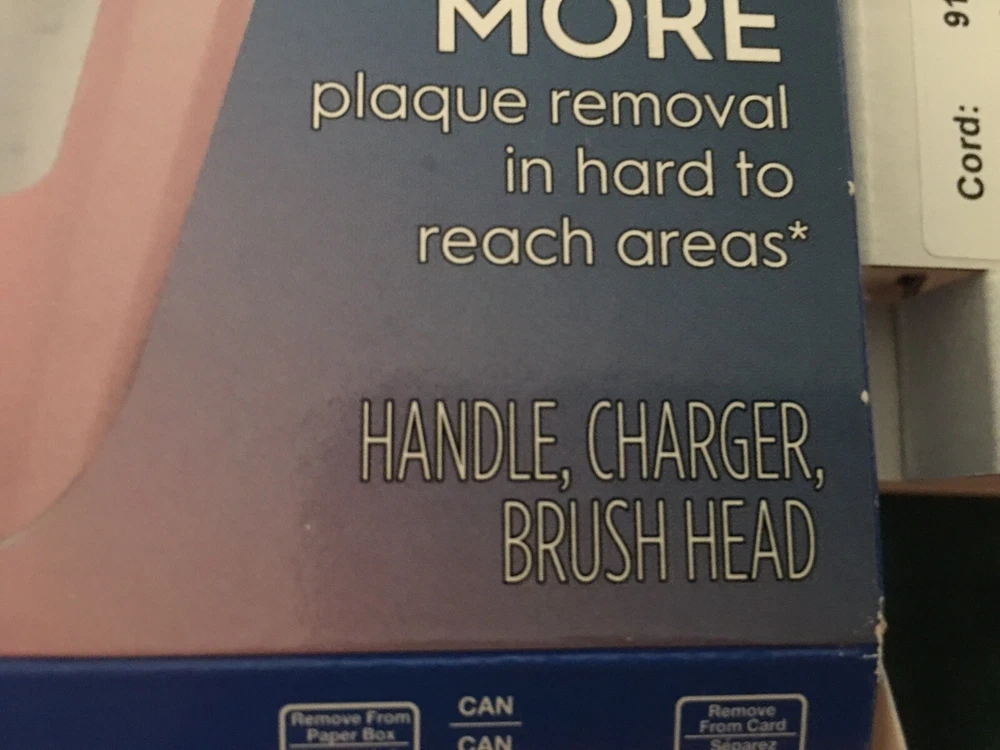 MORE
plaque removal
in hard to
reach areas*
HANDLE, CHARGER,
BRUSH HEAD
Remove From
Paper Box
CAN
CAN
Remove
From Card
Séparez
Cord:
91